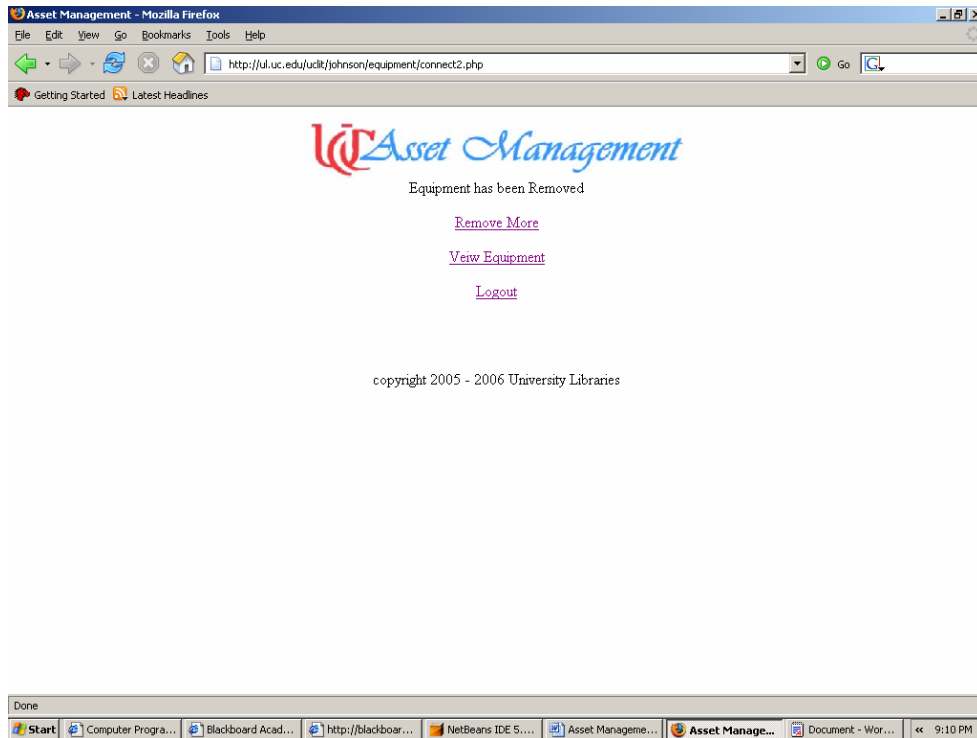 Asset Management - Mozilla Firefox
File Edit View Go Bookmarks Tools Help
http://ul.uc.edu/uclit/johnson/equipment/connect2.php Go G
Getting Started Latest Headlines
UC Asset Management
Equipment has been Removed
Remove More
Veiw Equipment
Logout
copyright 2005 - 2006 University Libraries
Done
Start Computer Progra... Blackboard Acad... http://blackboar... NetBeans IDE 5.... Asset Manageme... Asset Manage... Document - Wor... « 9:10 PM